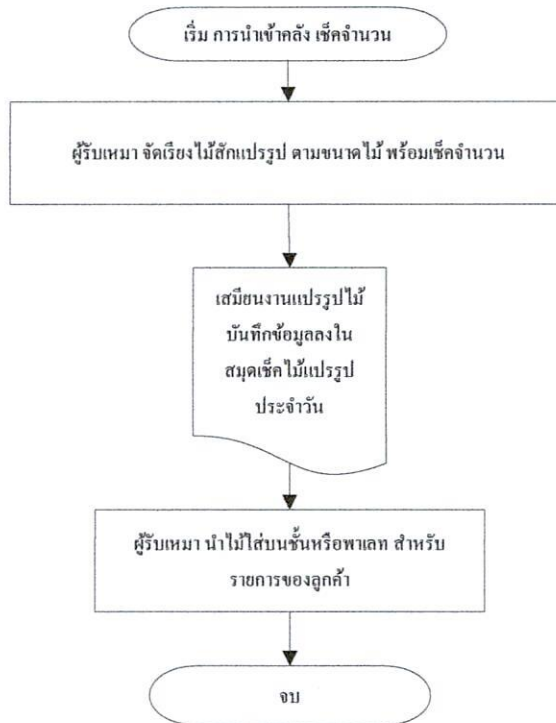 เริ่ม การนำเข้าคลัง เช็คจำนวน
ผู้รับเหมา จัดเรียงไม้สักแปรรูป ตามขนาดไม้ พร้อมเช็คจำนวน
เสมียนงานแปรรูปไม้
บันทึกข้อมูลลงใน
สมุดเช็คไม้แปรรูป
ประจำวัน
ผู้รับเหมา นำไม้ใส่บนชั้นหรือพาเลท สำหรับ
รายการของลูกค้า
จบ